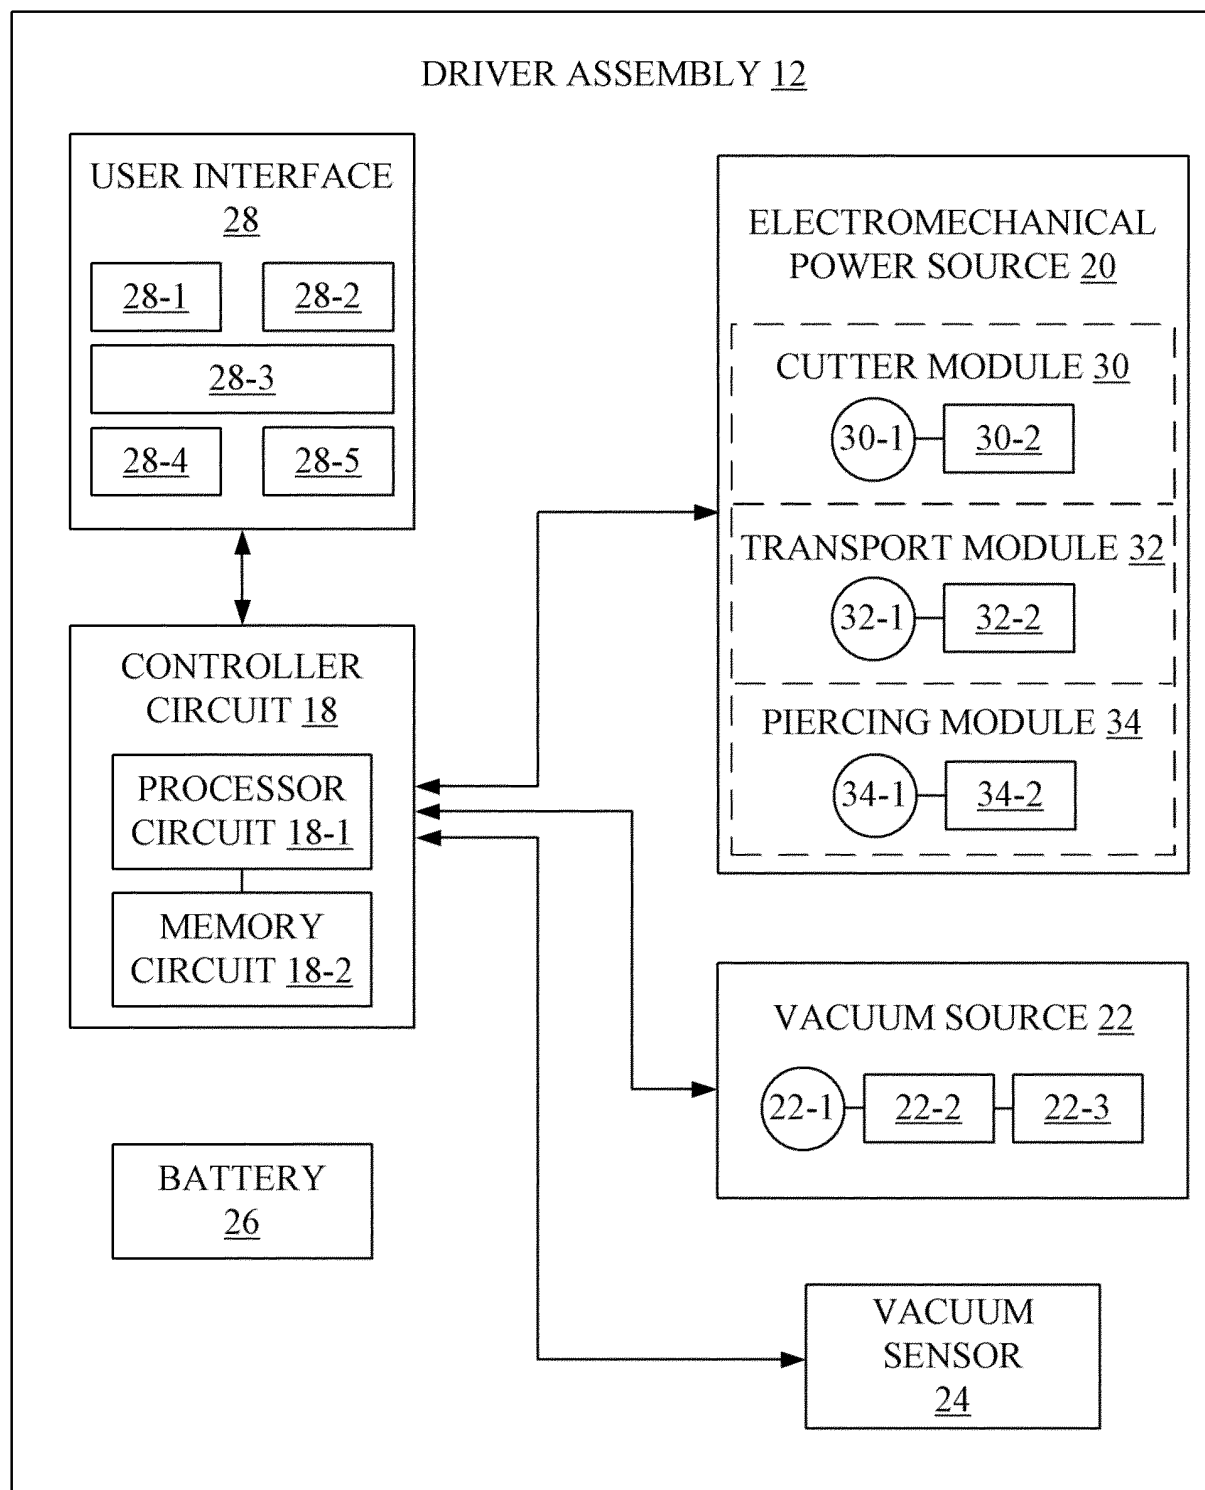 DRIVER ASSEMBLY 12
USER INTERFACE
28
28-1
28-2
28-3
28-4
28-5
CONTROLLER
CIRCUIT 18
PROCESSOR
CIRCUIT 18-1
MEMORY
CIRCUIT 18-2
BATTERY
26
ELECTROMECHANICAL
POWER SOURCE 20
CUTTER MODULE 30
30-1
30-2
TRANSPORT MODULE 32
32-1
32-2
PIERCING MODULE 34
34-1
34-2
VACUUM SOURCE 22
22-1
22-2
22-3
VACUUM
SENSOR
24